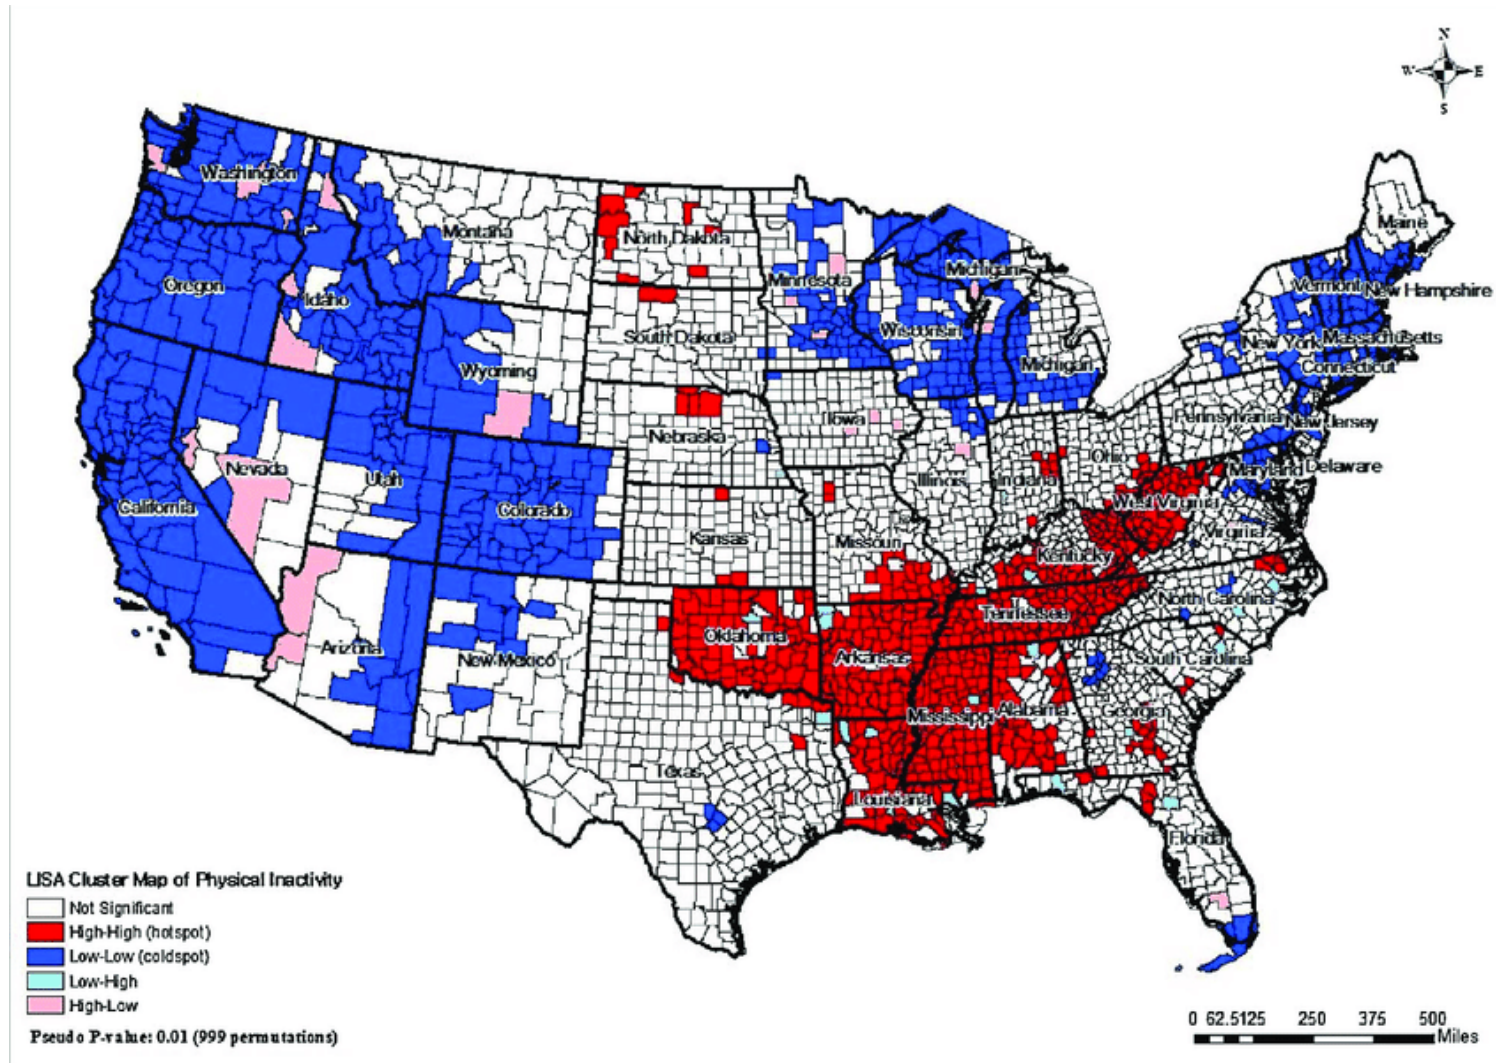 N
W E
S
Washington
Montana
North Dakota
Minnesota
Michigan
Maine
Oregon
Idaho
Vermont
New Hampshire
South Dakota
Wisconsin
New York
Massachusetts
Wyoming
Michigan
Connecticut
Iowa
Pennsylvania
New Jersey
Nebraska
Ohio
Nevada
Utah
Illinois
Indiana
Maryland
Delaware
California
Colorado
West Virginia
Kansas
Missouri
Virginia
Kentucky
North Carolina
Tennessee
Oklahoma
Arizona
New Mexico
Arkansas
South Carolina
Mississippi
Alabama
Georgia
Texas
Louisiana
Florida
LISA Cluster Map of Physical Inactivity
Not Significant
High-High (hotspot)
Low-Low (coldspot)
Low-High
High-Low
Pseudo P-value: 0.01 (999 permutations)
0 62.5125 250 375 500
Miles